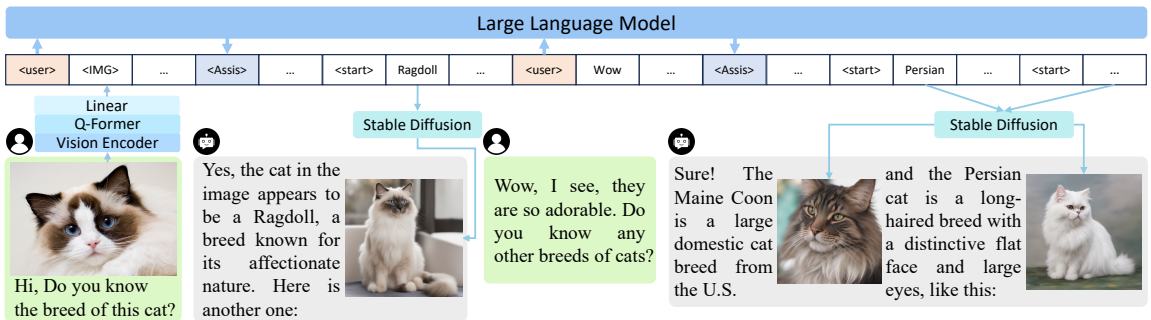 Large Language Model
<user> <IMG> ... <Assis> ... <start> Ragdoll ... <user> Wow ... <Assis> ... <start> Persian ... <start> ...
Linear
Q-Former
Vision Encoder
Stable Diffusion
Stable Diffusion
Hi, Do you know
the breed of this cat?
Yes, the cat in the
image appears to
be a Ragdoll, a
breed known for
its affectionate
nature. Here is
another one:
Wow, I see, they
are so adorable. Do
you know any
other breeds of cats?
Sure! The
Maine Coon
is a large
domestic cat
breed from
the U.S.
and the Persian
cat is a long-
haired breed with
a distinctive flat
face and large
eyes, like this: